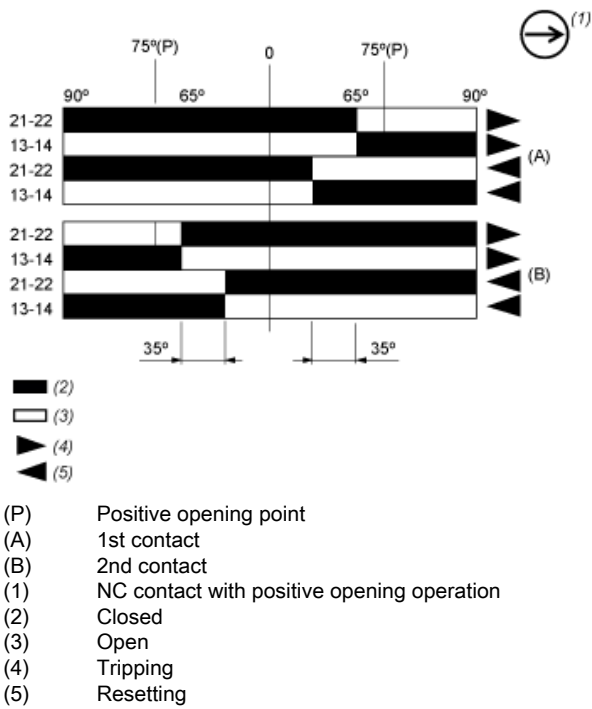 (1)
75º(P) 0 75º(P)
90º 65º 65º 90º
21-22
13-14
(A)
21-22
13-14
21-22
13-14
(B)
21-22
13-14
35º 35º
(2)
(3)
(4)
(5)
(P) Positive opening point
(A) 1st contact
(B) 2nd contact
(1) NC contact with positive opening operation
(2) Closed
(3) Open
(4) Tripping
(5) Resetting